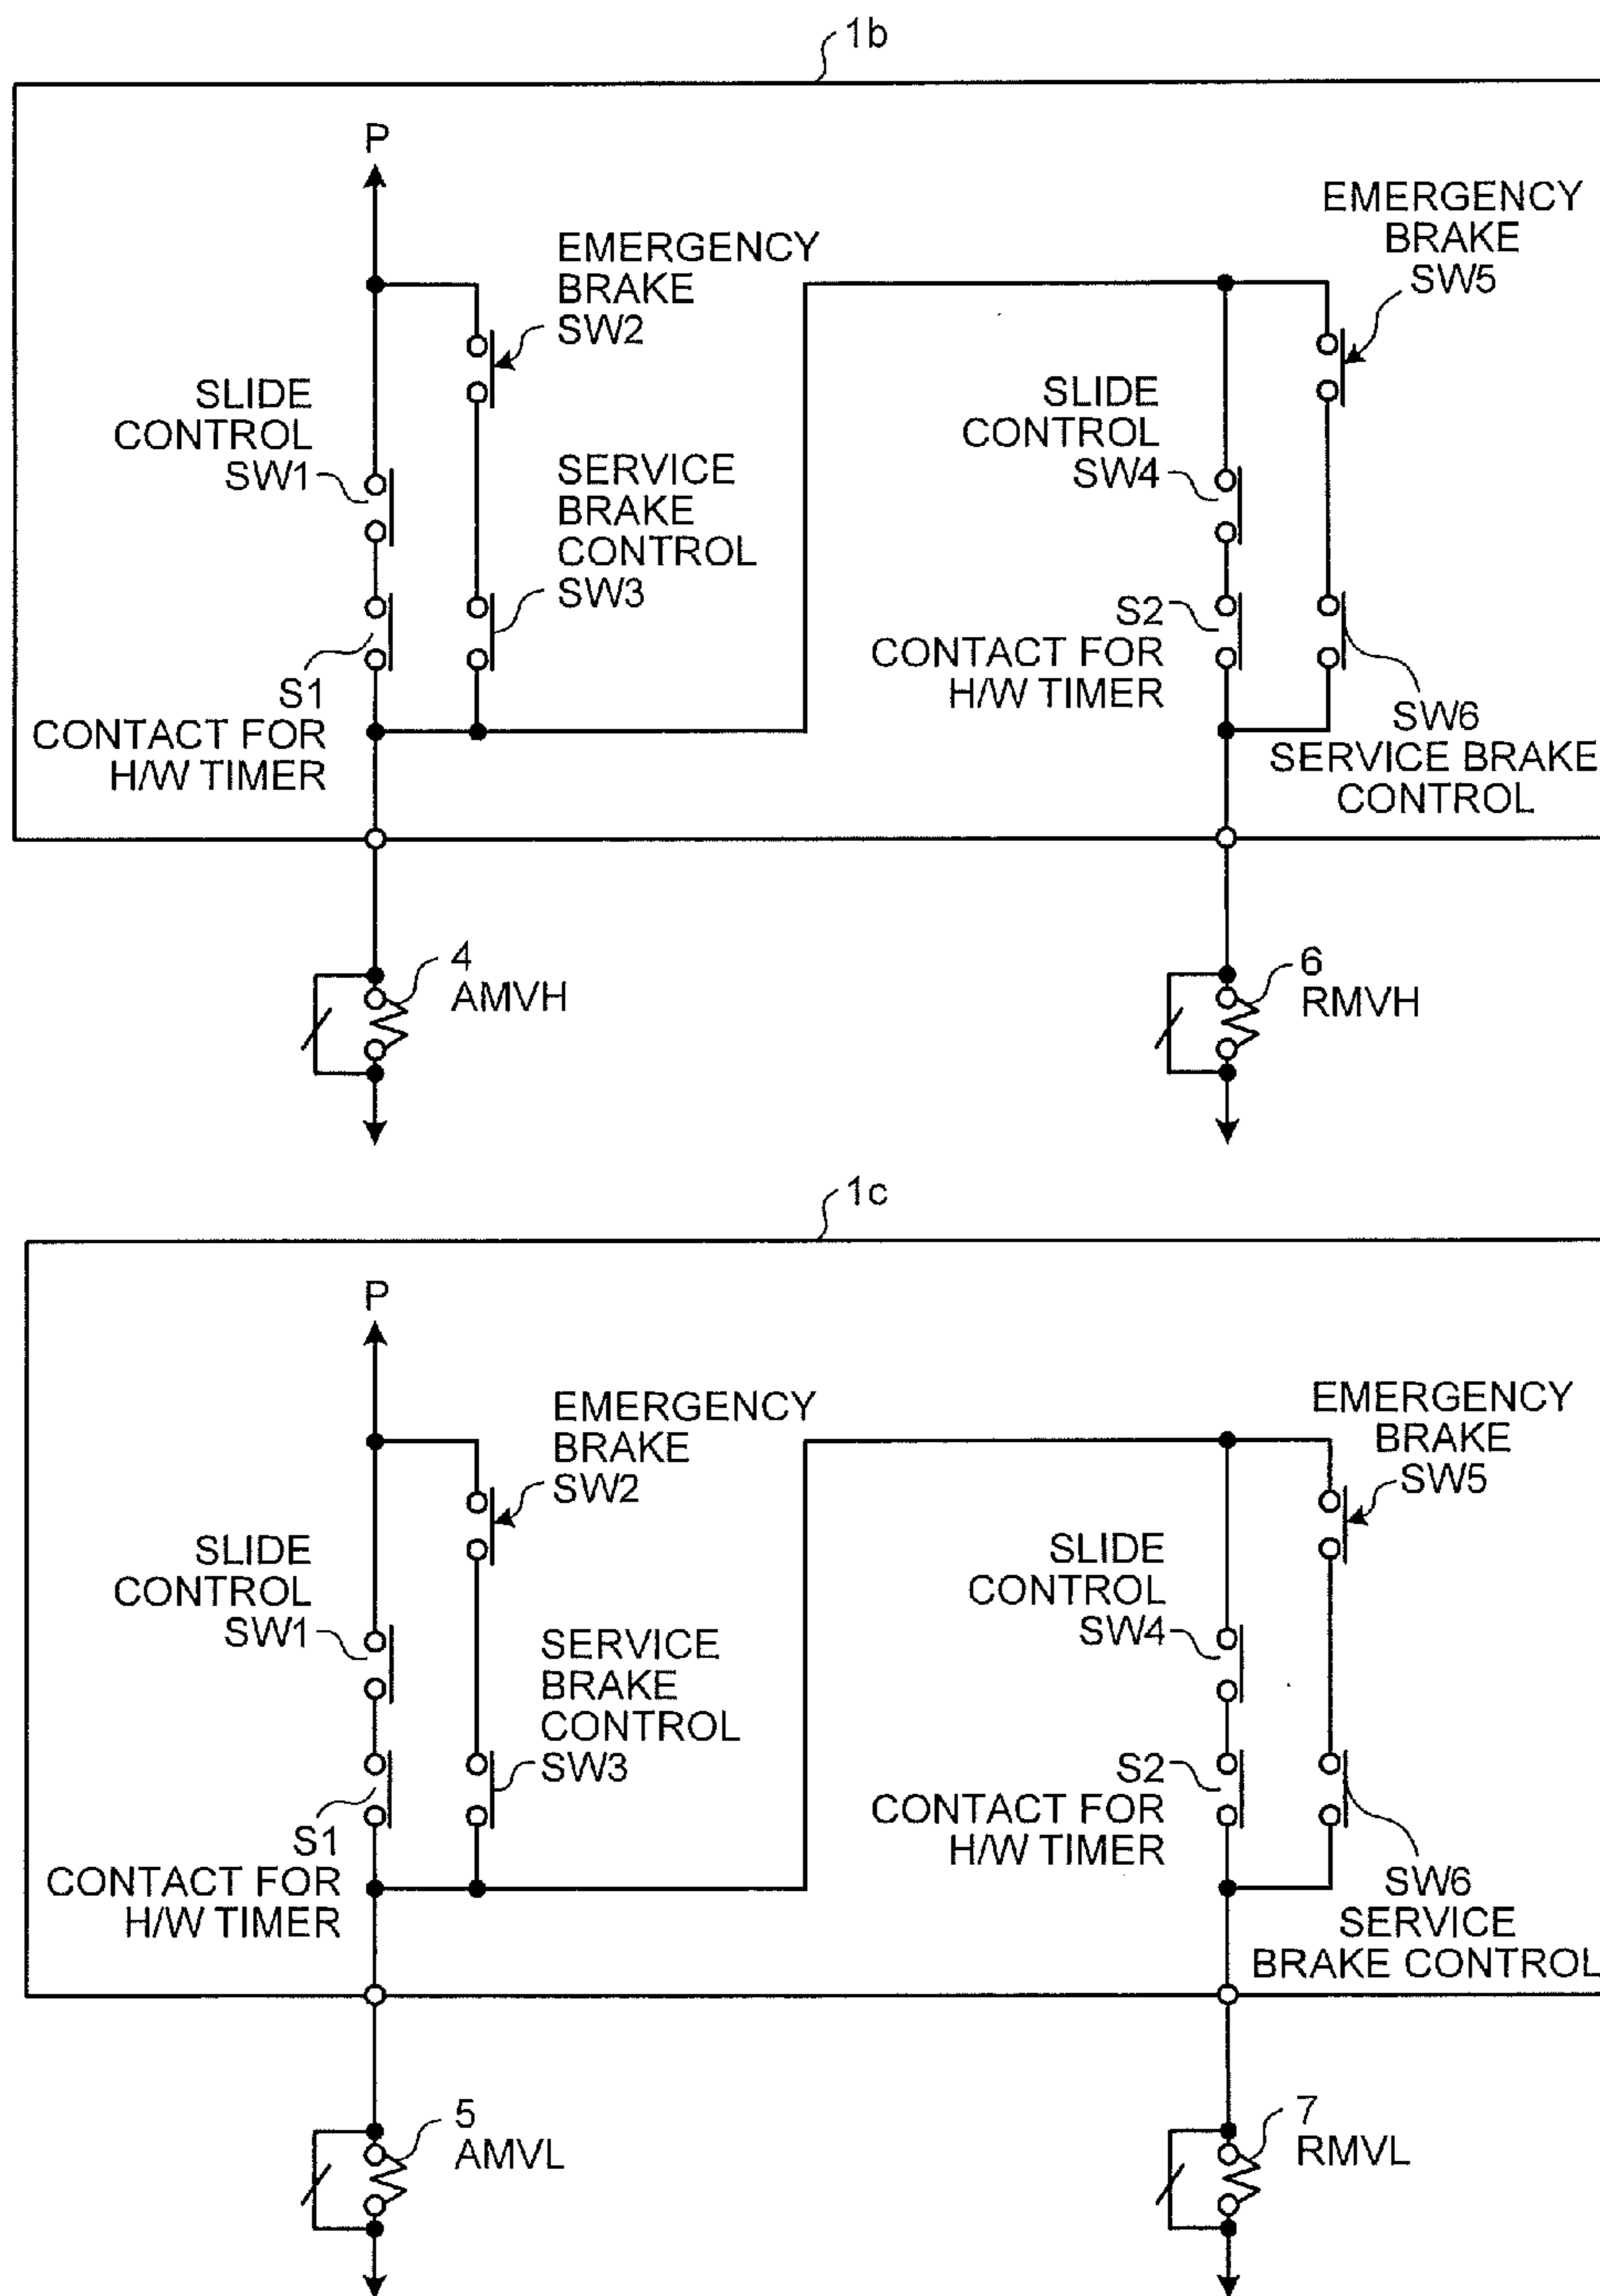 1b
P
EMERGENCY
BRAKE
SW2
EMERGENCY
BRAKE
SW5
SLIDE
CONTROL
SW1
SERVICE
BRAKE
CONTROL
SW3
SLIDE
CONTROL
SW4
S1
CONTACT FOR
H/W TIMER
S2
CONTACT FOR
H/W TIMER
SW6
SERVICE BRAKE
CONTROL
4
AMVH
6
RMVH
1c
P
EMERGENCY
BRAKE
SW2
EMERGENCY
BRAKE
SW5
SLIDE
CONTROL
SW1
SERVICE
BRAKE
CONTROL
SW3
SLIDE
CONTROL
SW4
S1
CONTACT FOR
H/W TIMER
S2
CONTACT FOR
H/W TIMER
SW6
SERVICE
BRAKE CONTROL
5
AMVL
7
RMVL